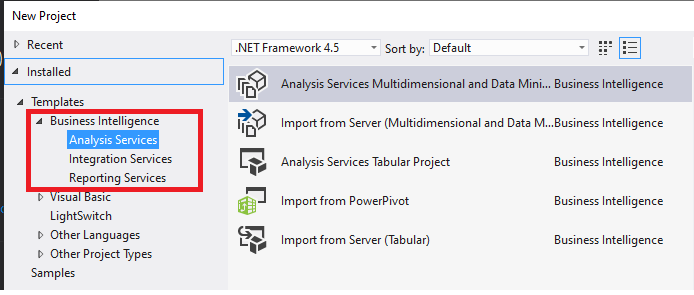 New Project
Recent
.NET Framework 4.5
Sort by:
Default
Installed
Templates
Business Intelligence
Analysis Services
Integration Services
Reporting Services
Visual Basic
LightSwitch
Other Languages
Other Project Types
Samples
Analysis Services Multidimensional and Data Mini... Business Intelligence
Import from Server (Multidimensional and Data M... Business Intelligence
Analysis Services Tabular Project Business Intelligence
Import from PowerPivot Business Intelligence
Import from Server (Tabular) Business Intelligence